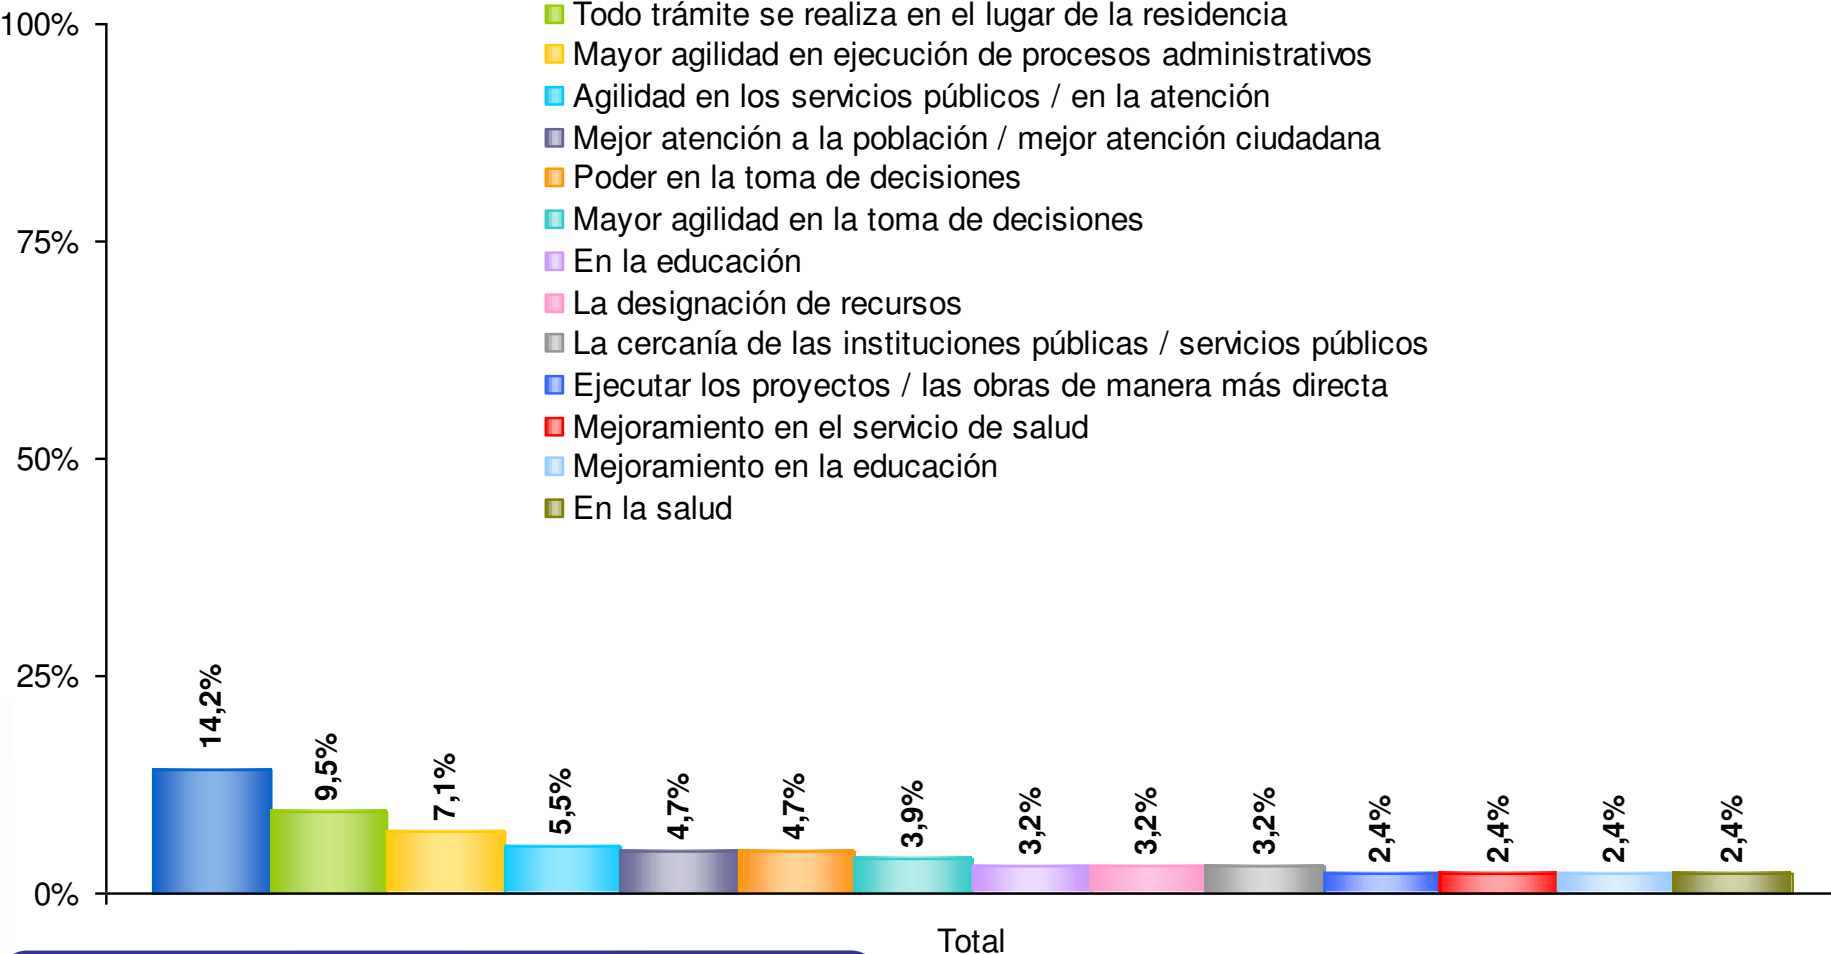 Todo trámite se realiza en el lugar de la residencia
Mayor agilidad en ejecución de procesos administrativos
Agilidad en los servicios públicos / en la atención
Mejor atención a la población / mejor atención ciudadana
Poder en la toma de decisiones
Mayor agilidad en la toma de decisiones
En la educación
La designación de recursos
La cercanía de las instituciones públicas / servicios públicos
Ejecutar los proyectos / las obras de manera más directa
Mejoramiento en el servicio de salud
Mejoramiento en la educación
En la salud
100%
75%
50%
25%
0%
14,2%
9,5%
7,1%
5,5%
4,7%
4,7%
3,9%
3,2%
3,2%
3,2%
2,4%
2,4%
2,4%
2,4%
Total